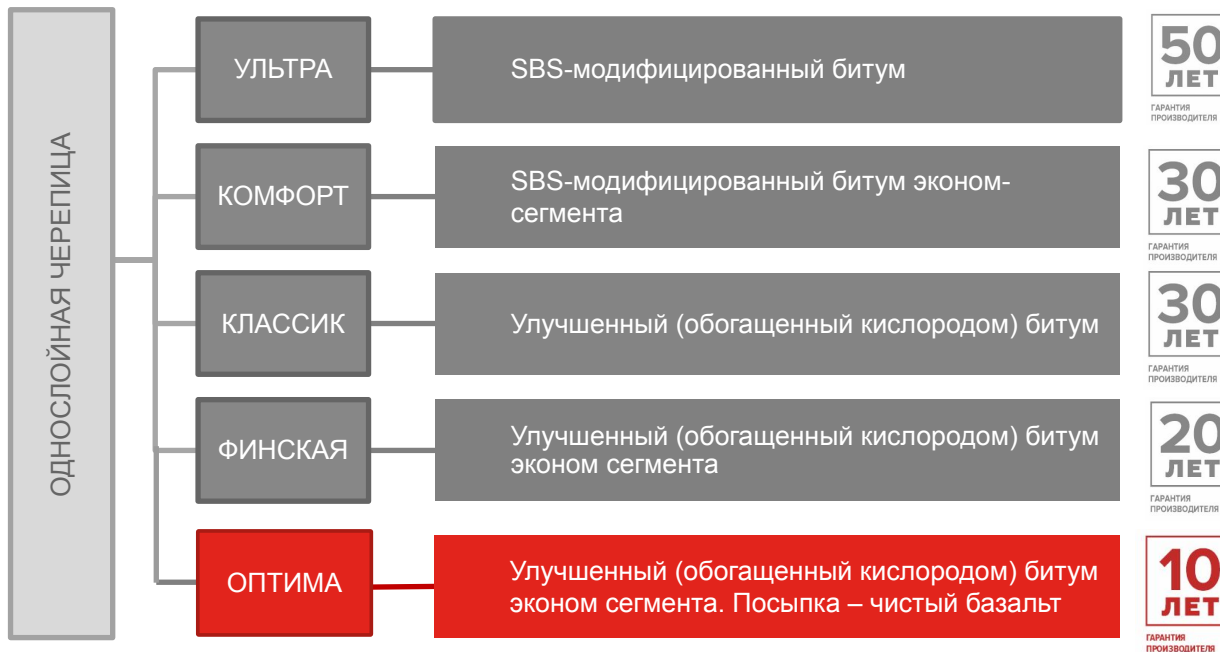 ОДНОСЛОЙНАЯ ЧЕРЕПИЦА
УЛЬТРА
SBS-модифицированный битум
50
ЛЕТ
ГАРАНТИЯ
ПРОИЗВОДИТЕЛЯ
КОМФОРТ
SBS-модифицированный битум эконом-
сегмента
30
ЛЕТ
ГАРАНТИЯ
ПРОИЗВОДИТЕЛЯ
КЛАССИК
Улучшенный (обогащенный кислородом) битум
30
ЛЕТ
ГАРАНТИЯ
ПРОИЗВОДИТЕЛЯ
ФИНСКАЯ
Улучшенный (обогащенный кислородом) битум
эконом сегмента
20
ЛЕТ
ГАРАНТИЯ
ПРОИЗВОДИТЕЛЯ
ОПТИМА
Улучшенный (обогащенный кислородом) битум
эконом сегмента. Посыпка – чистый базальт
10
ЛЕТ
ГАРАНТИЯ
ПРОИЗВОДИТЕЛЯ